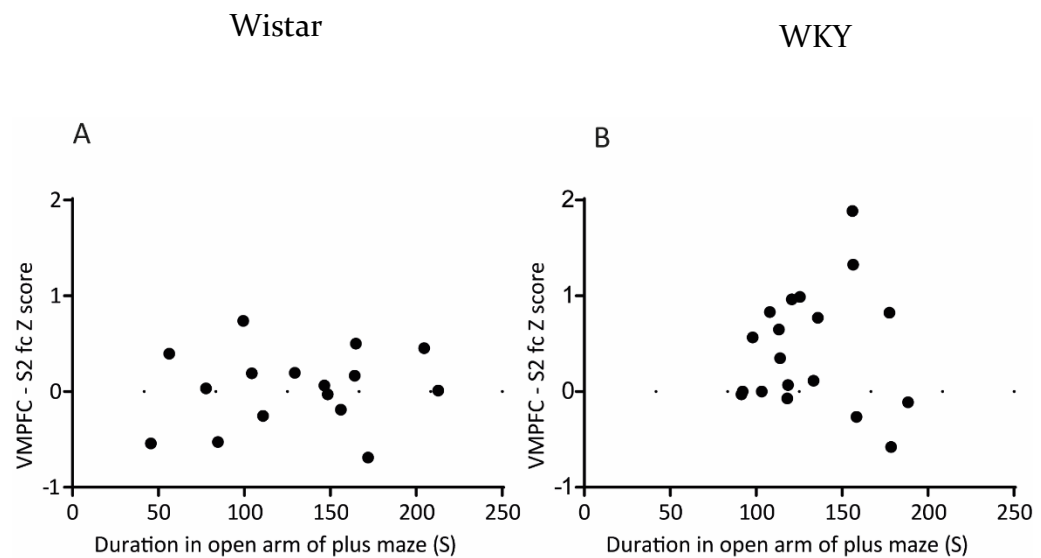 Wistar
WKY
A
B
VMPFC - S2 fc Z score
2
1
0
-1
0
50
100
150
200
250
Duration in open arm of plus maze (S)
VMPFC - S2 fc Z score
2
1
0
-1
0
50
100
150
200
250
Duration in open arm of plus maze (S)